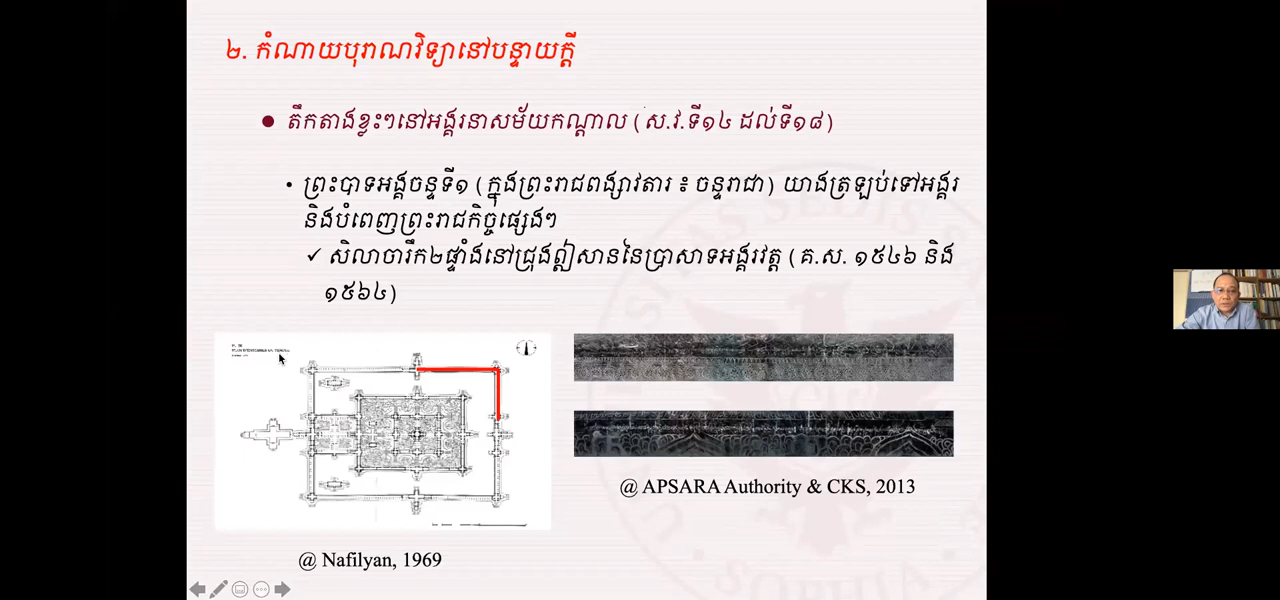 ២. កំណាយបុរាណវិទ្យានៅបន្ទាយក្តី
តឹកតាងខ្លះៗនៅអង្គរនាសម័យកណ្តាល (ស.វ.ទី១៤ ដល់ទី១៨)
ព្រះបាទអង្គចន្ទទី១ (ក្នុងព្រះរាជពង្សាវតារ ៖ ចន្ទរាជា) យាងត្រឡប់ទៅអង្គរ
និងបំពេញព្រះរាជកិច្ចផ្សេងៗ
✓ សិលាចារឹក២ផ្ទាំងនៅជ្រុងឦសាននៃប្រាសាទអង្គរវត្ត (គ.ស. ១៥៤៦ និង
១៥៦៤)
@ APSARA Authority & CKS, 2013
@ Nafilyan, 1969